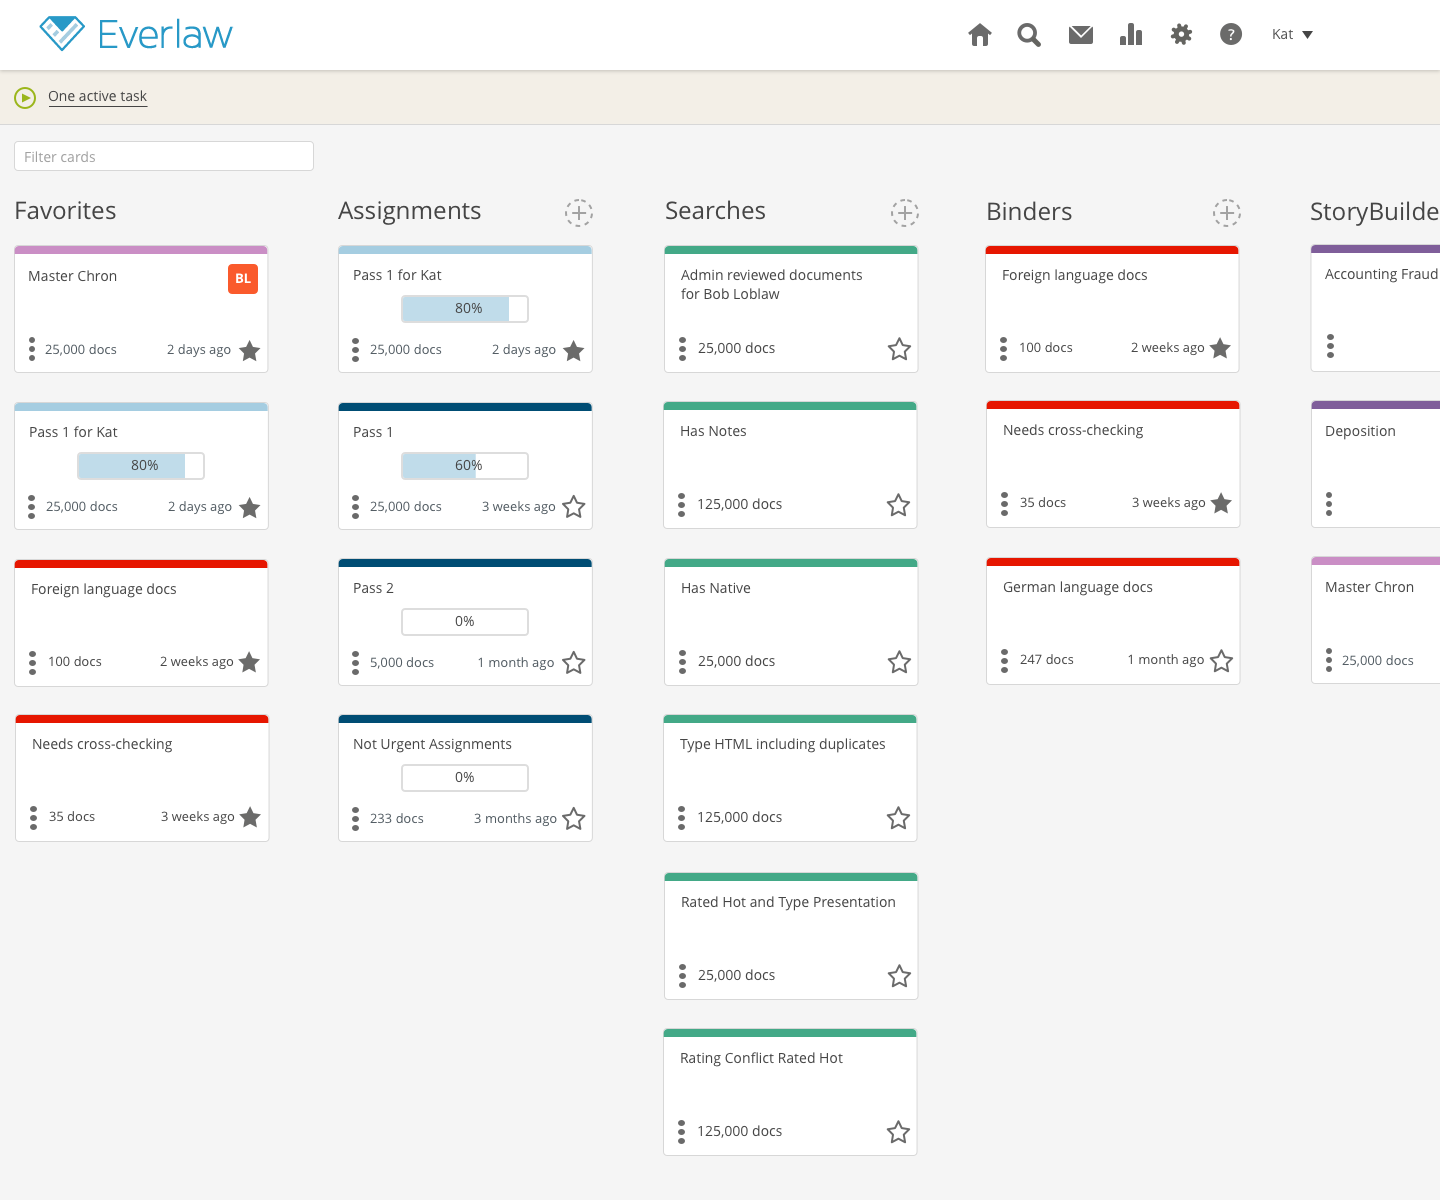 Everlaw
?
Kat
One active task
Filter cards
Favorites
Master Chron
BL
25,000 docs
2 days ago
Pass 1 for Kat
80%
25,000 docs
2 days ago
Foreign language docs
100 docs
2 weeks ago
Needs cross-checking
35 docs
3 weeks ago
Assignments
Pass 1 for Kat
80%
25,000 docs
2 days ago
Pass 1
60%
25,000 docs
3 weeks ago
Pass 2
0%
5,000 docs
1 month ago
Not Urgent Assignments
0%
233 docs
3 months ago
Searches
Admin reviewed documents
for Bob Loblaw
25,000 docs
Has Notes
125,000 docs
Has Native
25,000 docs
Type HTML including duplicates
125,000 docs
Rated Hot and Type Presentation
25,000 docs
Rating Conflict Rated Hot
125,000 docs
Binders
Foreign language docs
100 docs
2 weeks ago
Needs cross-checking
35 docs
3 weeks ago
German language docs
247 docs
1 month ago
StoryBuilde
Accounting Fraud
Deposition
Master Chron
25,000 docs